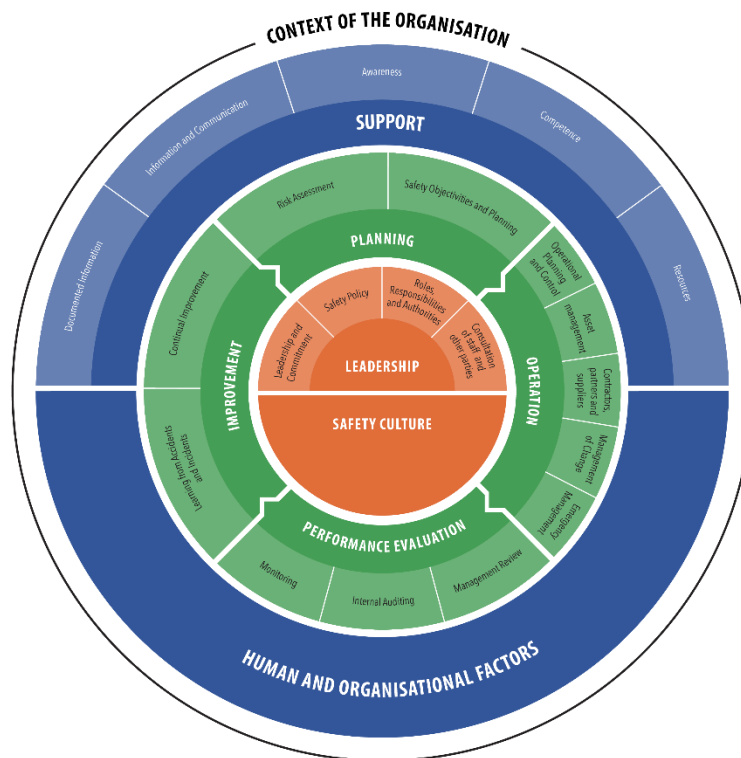 CONTEXT OF THE ORGANISATION
Documented Information
Information and Communication
Awareness
Competence
Resources
SUPPORT
Risk Assessment
Safety Objectivities and Planning
PLANNING
Continual Improvement
Learning from Accidents
and Incidents
IMPROVEMENT
Operational
Planning
and Control
Asset
management
Contractors,
partners and
suppliers
Management
of Change
Emergency
Management
OPERATION
Leadership and
Commitment
Safety Policy
Roles,
Responsibilities
and Authorities
Consultation
of staff and
other parties
LEADERSHIP
SAFETY CULTURE
PERFORMANCE EVALUATION
Monitoring
Internal Auditing
Management Review
HUMAN AND ORGANISATIONAL FACTORS